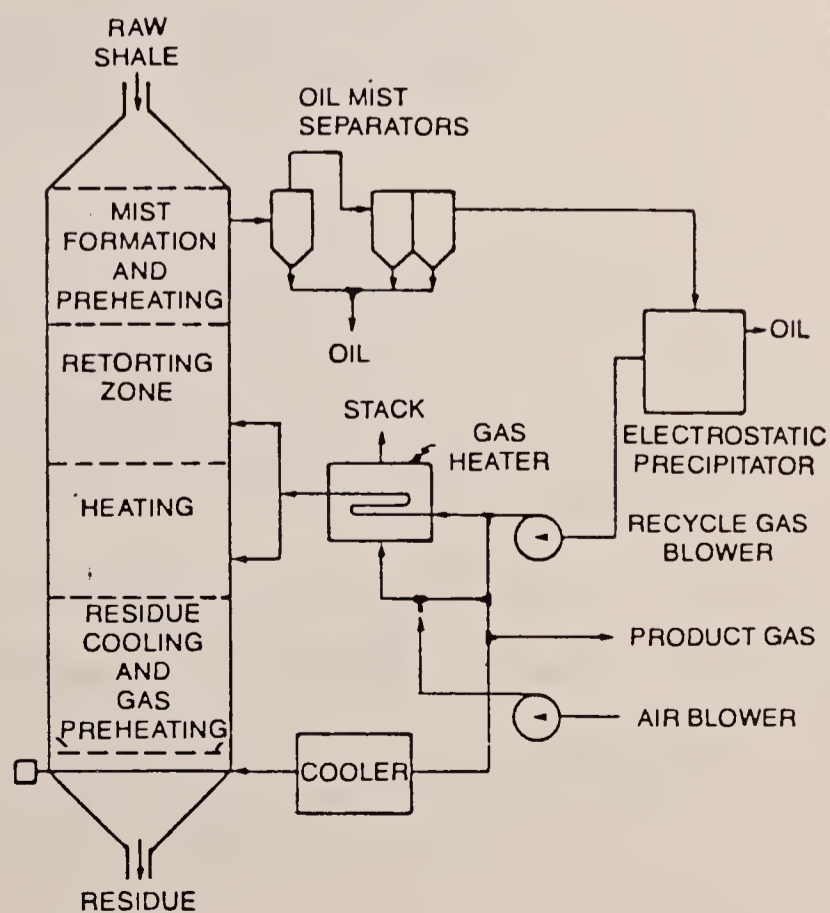 RAW
SHALE
OIL MIST
SEPARATORS
MIST
FORMATION
AND
PREHEATING
OIL
OIL
RETORTING
ZONE
STACK
GAS
HEATER
ELECTROSTATIC
PRECIPITATOR
HEATING
RECYCLE GAS
BLOWER
RESIDUE
COOLING
AND
GAS
PREHEATING
PRODUCT GAS
AIR BLOWER
COOLER
RESIDUE